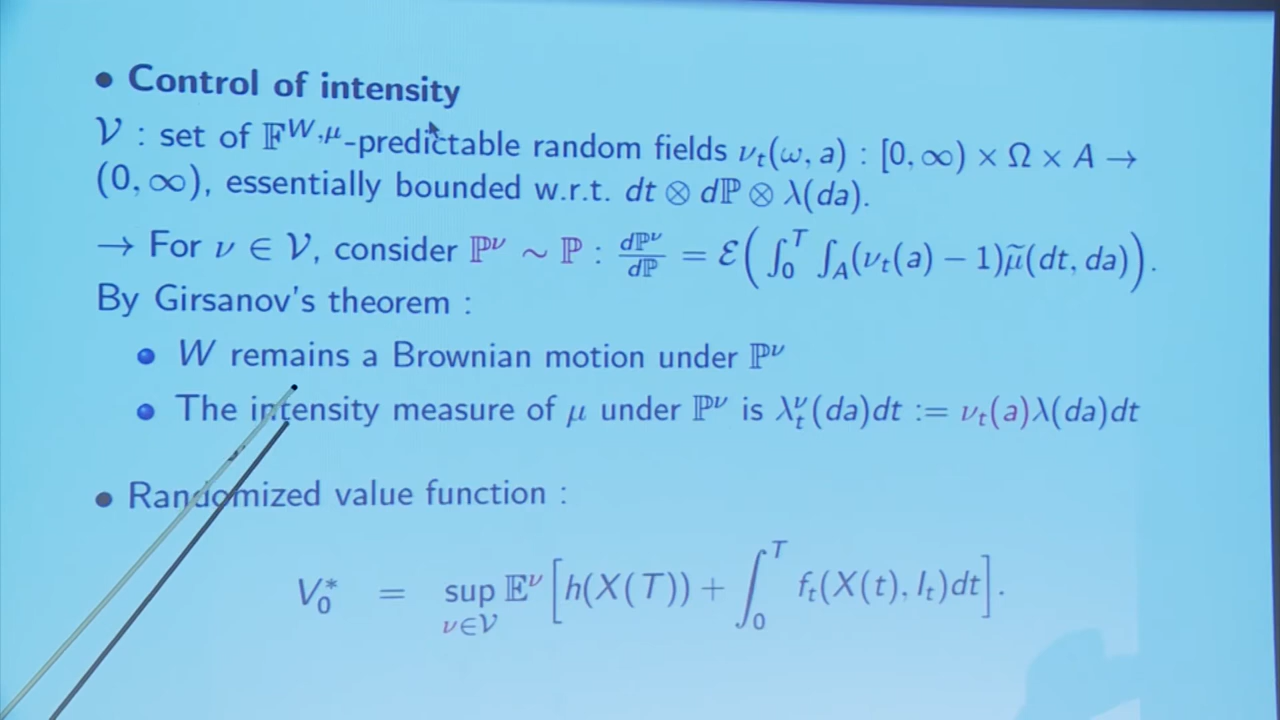 • Control of intensity
𝒱 : set of 𝔽^{W,μ}-predictable random fields ν_t(ω, a) : [0, ∞) × Ω × A →
(0, ∞), essentially bounded w.r.t. dt ⊗ dℙ ⊗ λ(da).
→ For ν ∈ 𝒱, consider ℙ^ν ∼ ℙ : dℙ^ν/dℙ = ℰ(∫_0^T ∫_A(ν_t(a) − 1)μ̃(dt, da)).
By Girsanov's theorem :
• W remains a Brownian motion under ℙ^ν
• The intensity measure of μ under ℙ^ν is λ_t^ν(da)dt := ν_t(a)λ(da)dt
• Randomized value function :
V_0^* = sup_{ν∈𝒱} 𝔼^ν[h(X(T)) + ∫_0^T f_t(X(t), I_t)dt].